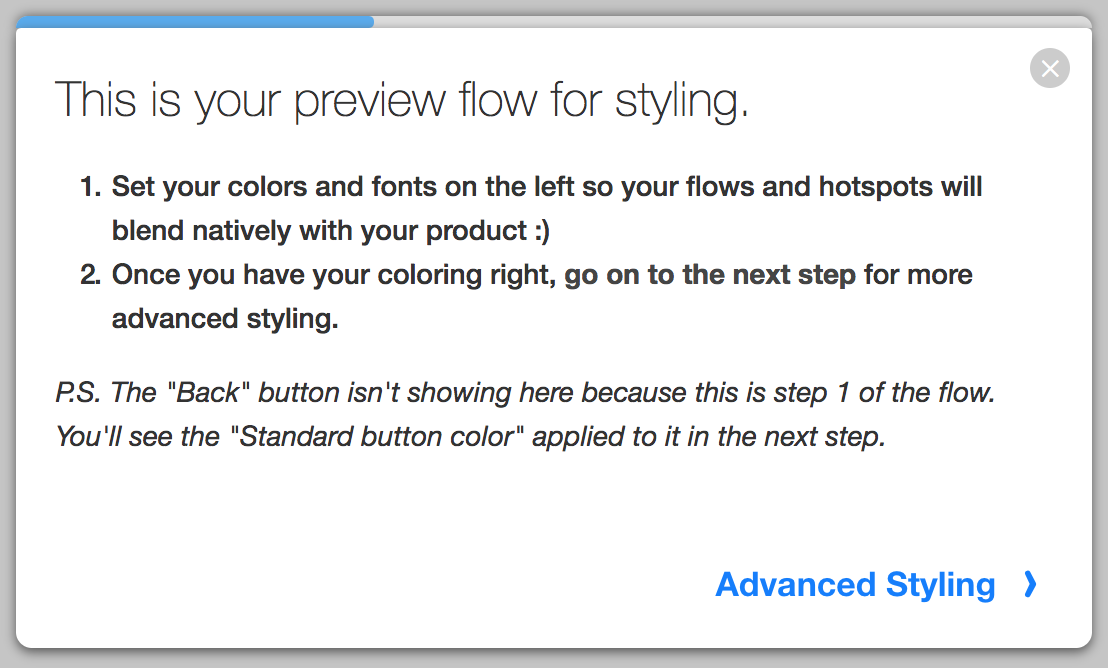 This is your preview flow for styling.
1. Set your colors and fonts on the left so your flows and hotspots will
blend natively with your product :)
2. Once you have your coloring right, go on to the next step for more
advanced styling.
P.S. The "Back" button isn't showing here because this is step 1 of the flow.
You'll see the "Standard button color" applied to it in the next step.
Advanced Styling ❯